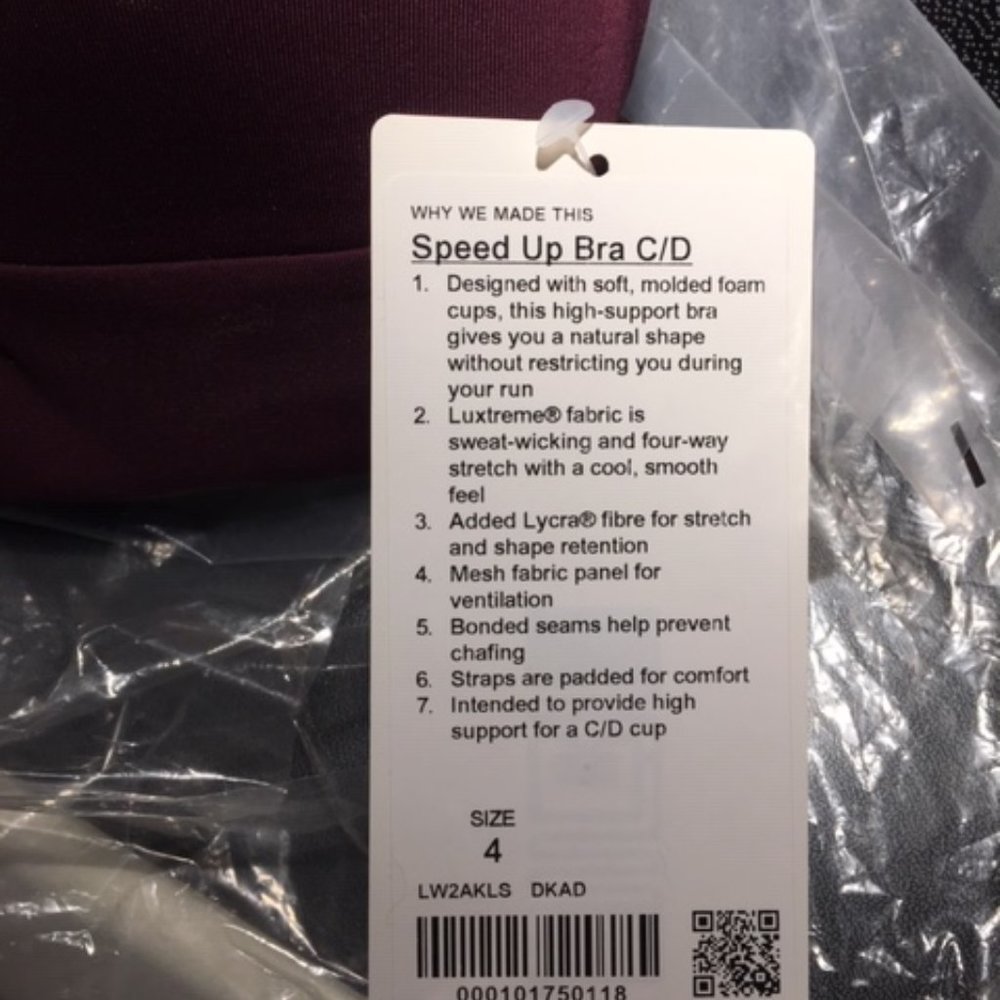 WHY WE MADE THIS
Speed Up Bra C/D
1. Designed with soft, molded foam
cups, this high-support bra
gives you a natural shape
without restricting you during
your run
2. Luxtreme® fabric is
sweat-wicking and four-way
stretch with a cool, smooth
feel
3. Added Lycra® fibre for stretch
and shape retention
4. Mesh fabric panel for
ventilation
5. Bonded seams help prevent
chafing
6. Straps are padded for comfort
7. Intended to provide high
support for a C/D cup
SIZE
4
LW2AKLS DKAD
000101750118